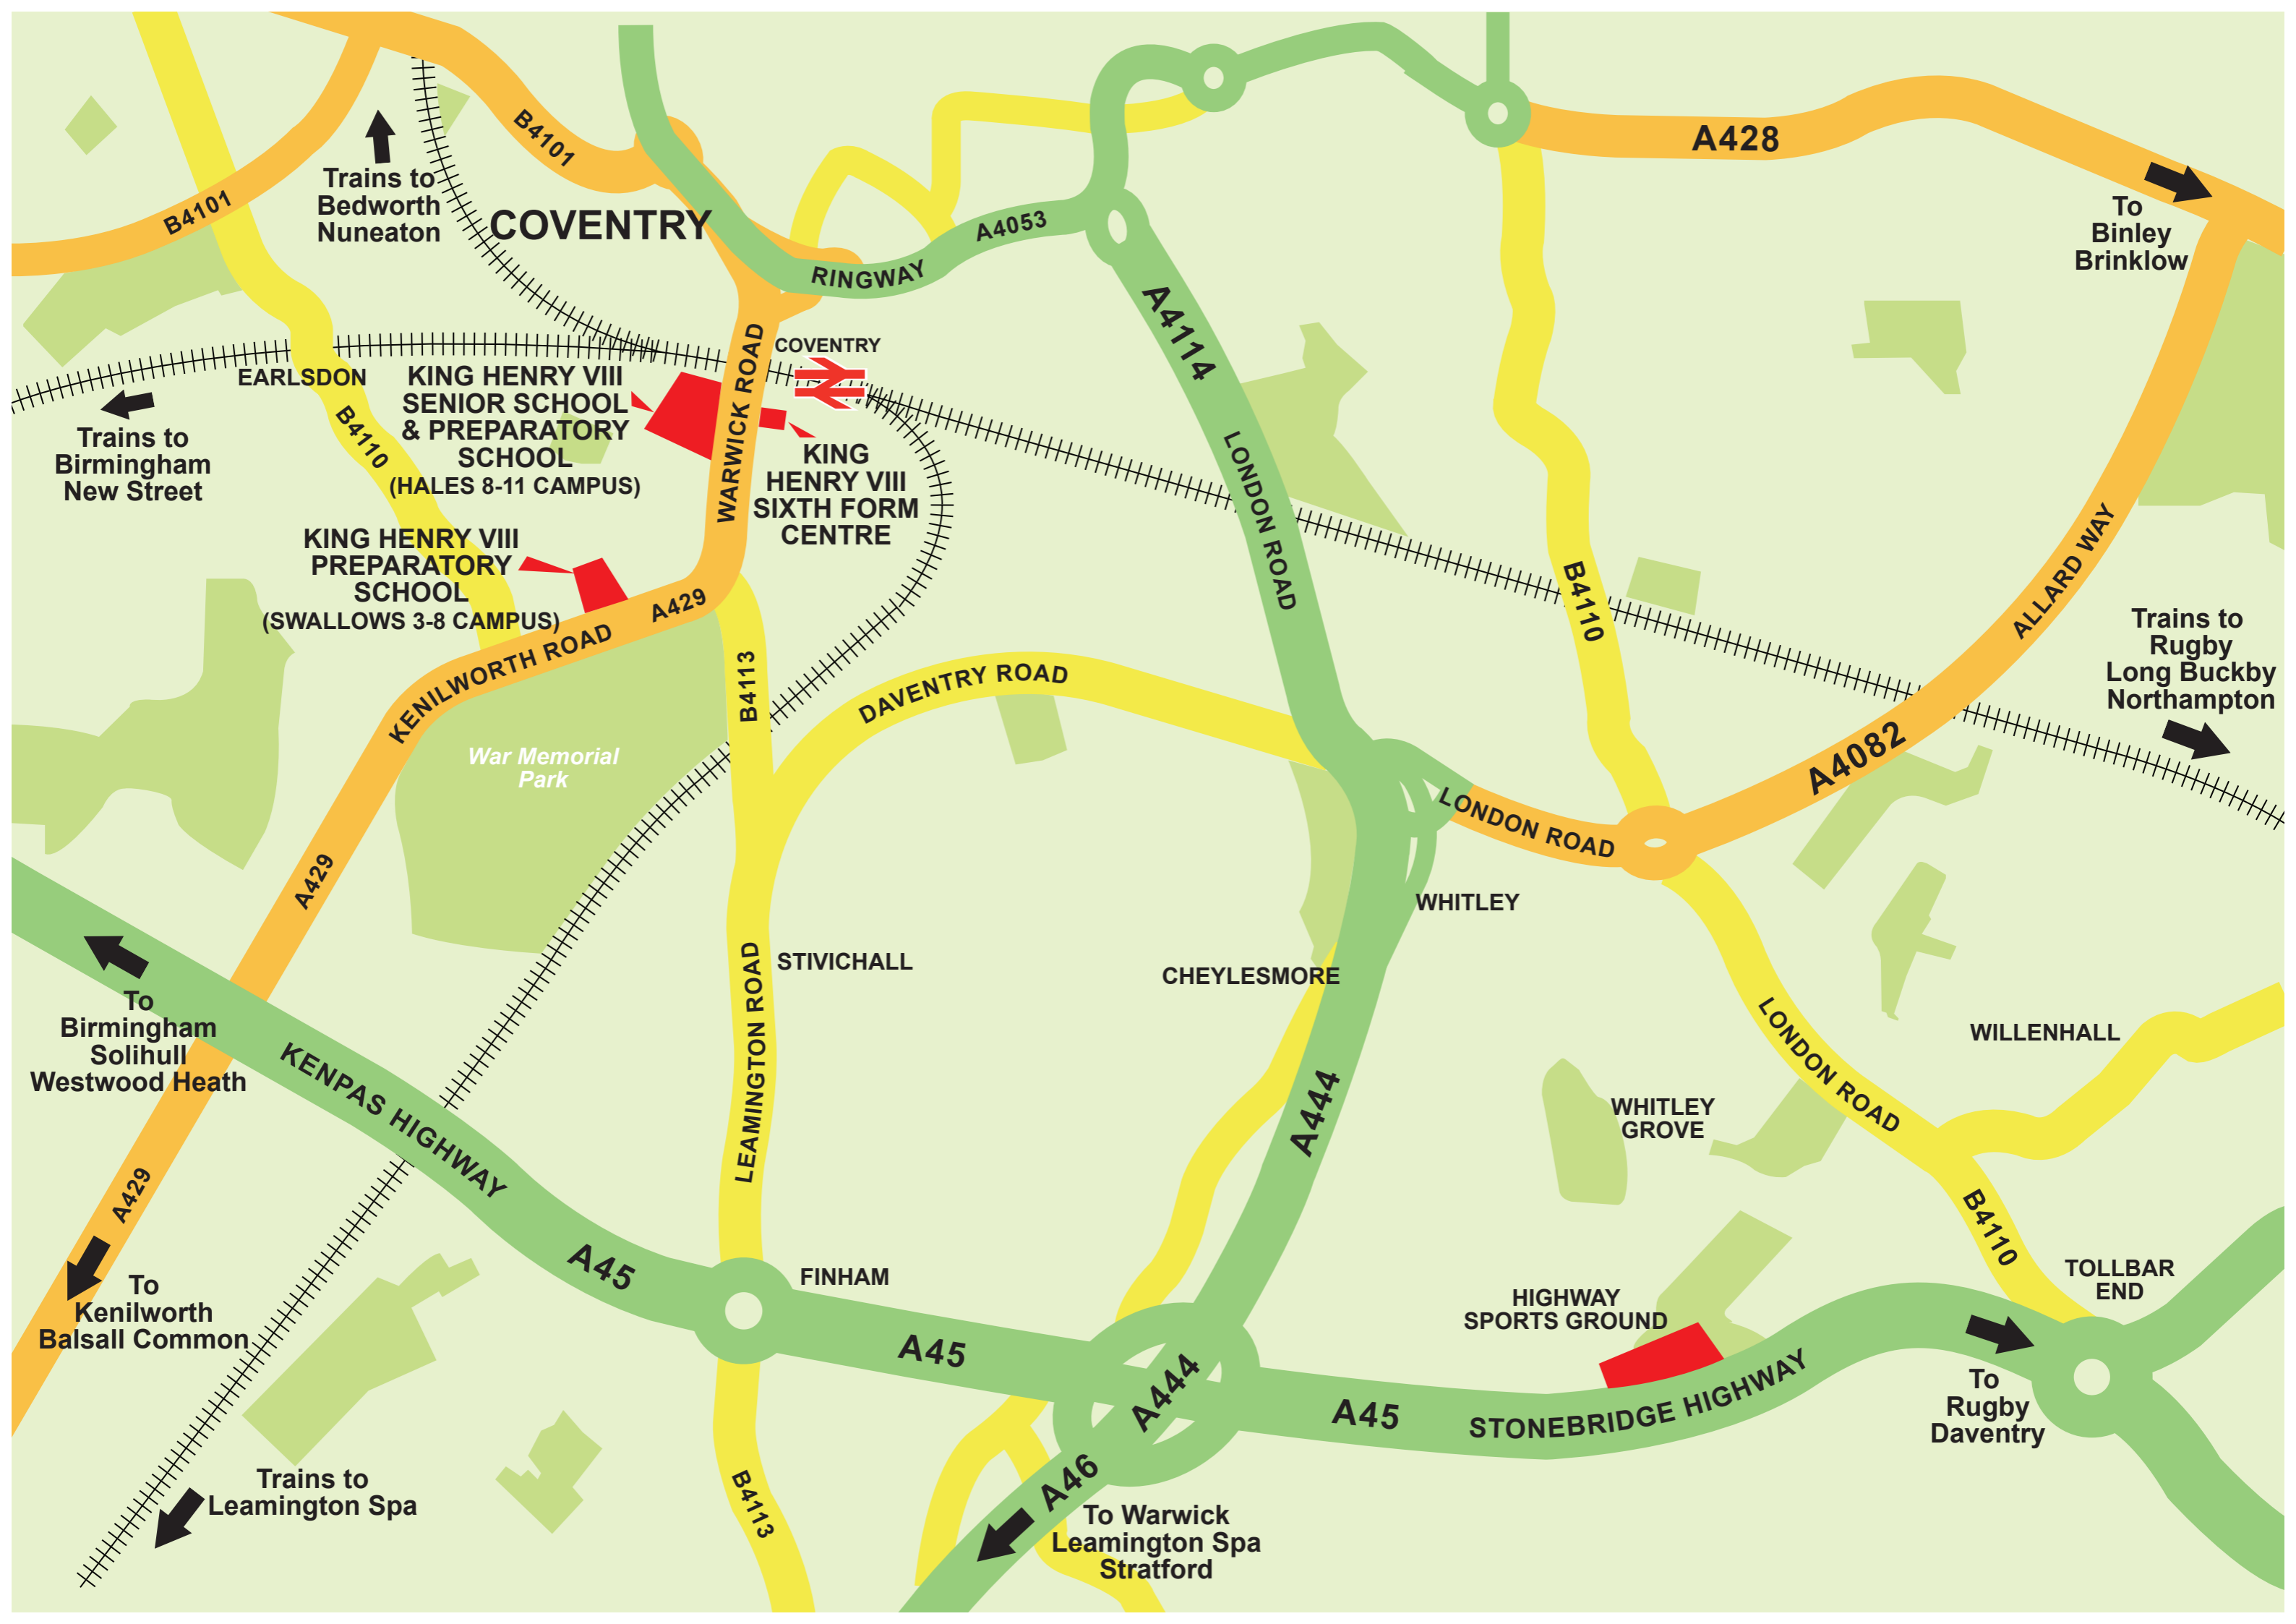 B4101
A428
Trains to
Bedworth
Nuneaton
B4101
COVENTRY
A4053
RINGWAY
To
Binley
Brinklow
A4114
COVENTRY
WARWICK ROAD
EARLSDON
KING HENRY VIII
SENIOR SCHOOL
& PREPARATORY
SCHOOL
(HALES 8-11 CAMPUS)
Trains to
Birmingham
New Street
B4110
KING
HENRY VIII
SIXTH FORM
CENTRE
LONDON ROAD
KING HENRY VIII
PREPARATORY
SCHOOL
(SWALLOWS 3-8 CAMPUS)
A429
KENILWORTH ROAD
B4110
ALLARD WAY
Trains to
Rugby
Long Buckby
Northampton
B4113
DAVENTRY ROAD
War Memorial
Park
A4082
LONDON ROAD
A429
WHITLEY
STIVICHALL
CHEYLESMORE
LEAMINGTON ROAD
To
Birmingham
Solihull
Westwood Heath
KENPAS HIGHWAY
LONDON ROAD
WILLENHALL
A444
WHITLEY
GROVE
A429
B4110
A45
FINHAM
TOLLBAR
END
To
Kenilworth
Balsall Common
HIGHWAY
SPORTS GROUND
A45
A444
A45
STONEBRIDGE HIGHWAY
To
Rugby
Daventry
Trains to
Leamington Spa
B4113
A46
To Warwick
Leamington Spa
Stratford